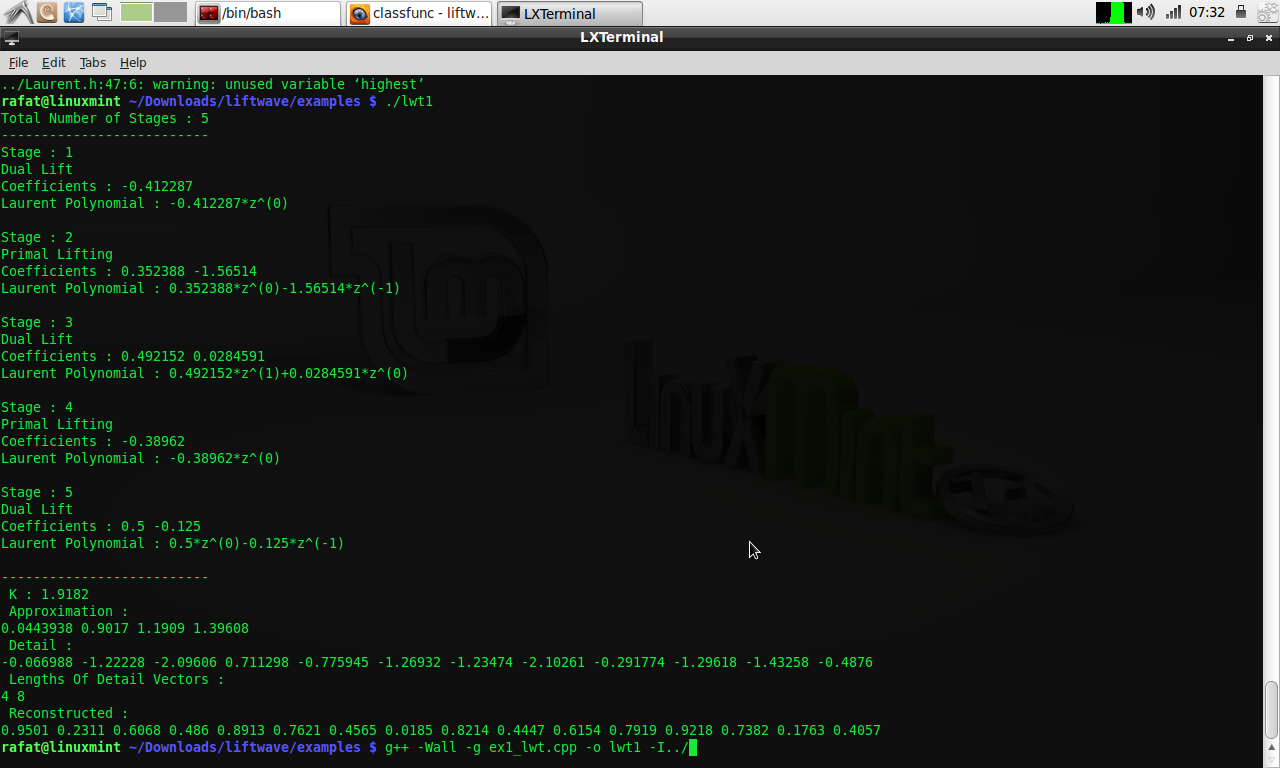 /bin/bash
classfunc - liftw...
LXTerminal
07:32
LXTerminal
File Edit Tabs Help
../Laurent.h:47:6: warning: unused variable ‘highest’
rafat@linuxmint ~/Downloads/liftwave/examples $ ./lwt1
Total Number of Stages : 5
--------------------------
Stage : 1
Dual Lift
Coefficients : -0.412287
Laurent Polynomial : -0.412287*z^(0)
Stage : 2
Primal Lifting
Coefficients : 0.352388 -1.56514
Laurent Polynomial : 0.352388*z^(0)-1.56514*z^(-1)
Stage : 3
Dual Lift
Coefficients : 0.492152 0.0284591
Laurent Polynomial : 0.492152*z^(1)+0.0284591*z^(0)
Stage : 4
Primal Lifting
Coefficients : -0.38962
Laurent Polynomial : -0.38962*z^(0)
Stage : 5
Dual Lift
Coefficients : 0.5 -0.125
Laurent Polynomial : 0.5*z^(0)-0.125*z^(-1)
--------------------------
K : 1.9182
Approximation :
0.0443938 0.9017 1.1909 1.39608
Detail :
-0.066988 -1.22228 -2.09606 0.711298 -0.775945 -1.26932 -1.23474 -2.10261 -0.291774 -1.29618 -1.43258 -0.4876
Lengths Of Detail Vectors :
4 8
Reconstructed :
0.9501 0.2311 0.6068 0.486 0.8913 0.7621 0.4565 0.0185 0.8214 0.4447 0.6154 0.7919 0.9218 0.7382 0.1763 0.4057
rafat@linuxmint ~/Downloads/liftwave/examples $ g++ -Wall -g ex1_lwt.cpp -o lwt1 -I../
LinuxMint